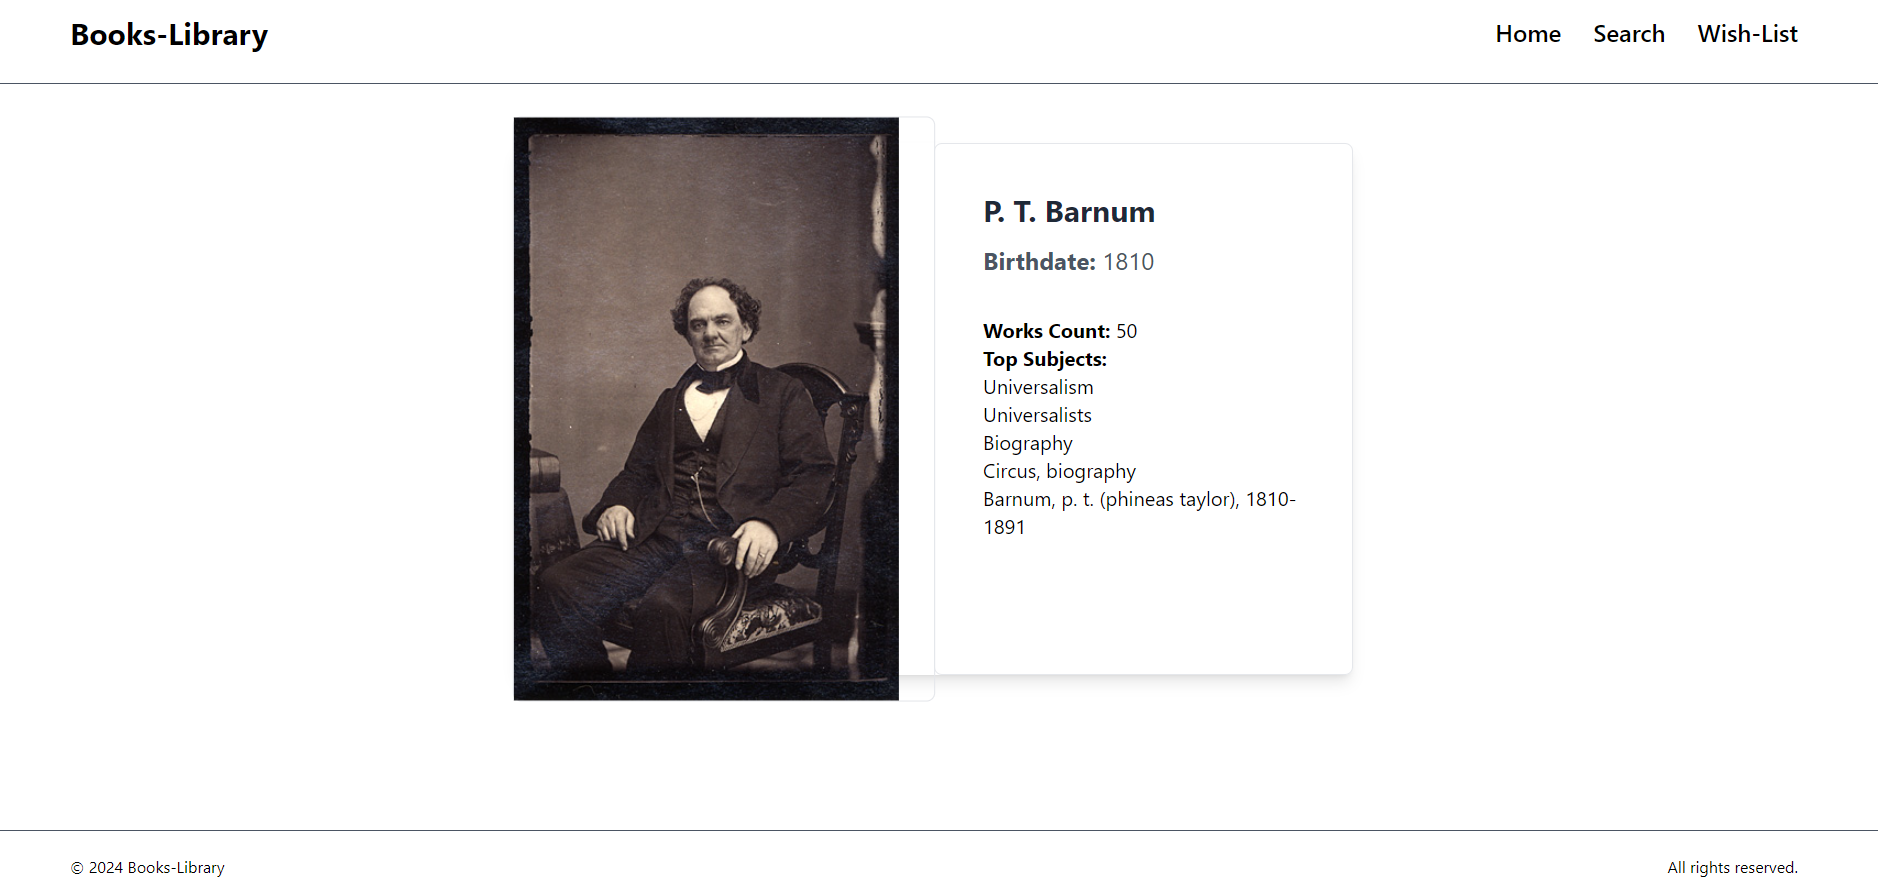 Books-Library
Home Search Wish-List
P. T. Barnum
Birthdate: 1810
Works Count: 50
Top Subjects:
Universalism
Universalists
Biography
Circus, biography
Barnum, p. t. (phineas taylor), 1810-
1891
© 2024 Books-Library
All rights reserved.